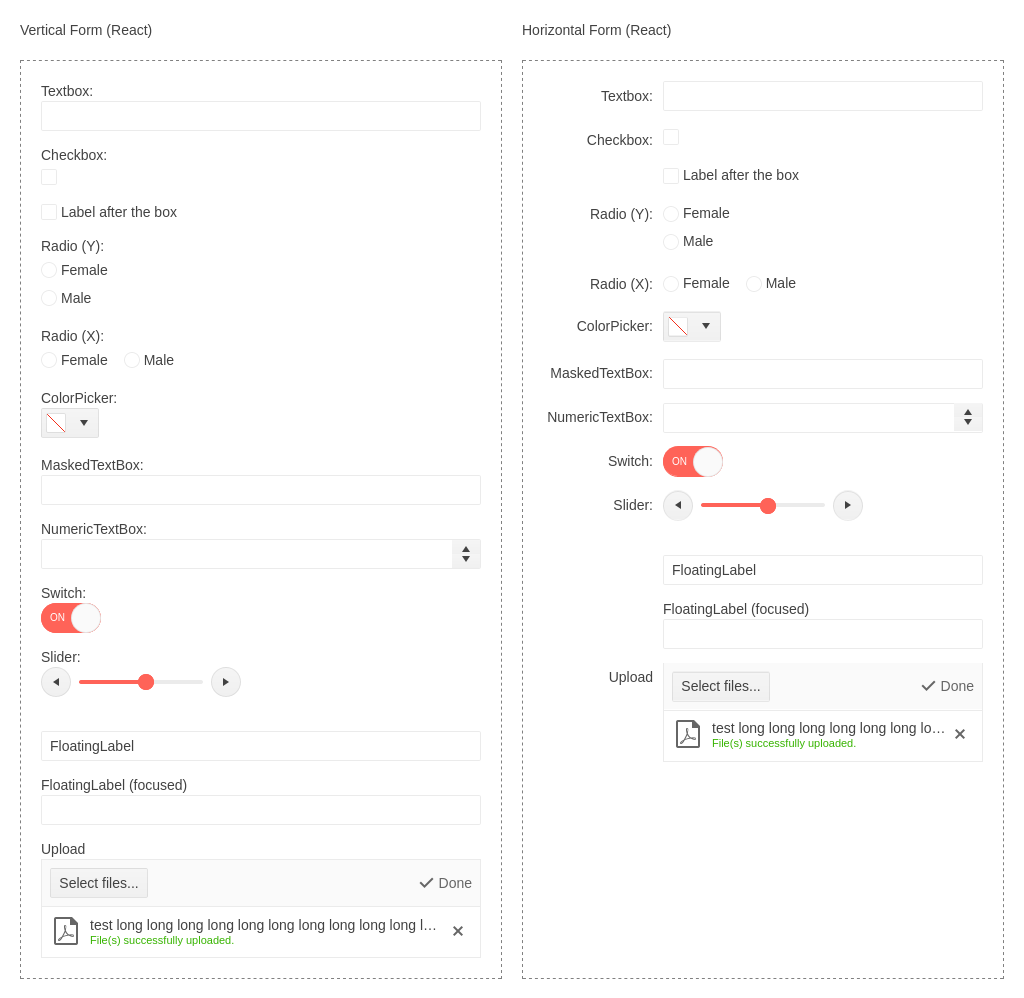 Vertical Form (React)
Textbox:
Checkbox:
Label after the box
Radio (Y):
Female
Male
Radio (X):
Female Male
ColorPicker:
MaskedTextBox:
NumericTextBox:
Switch:
ON
Slider:
FloatingLabel
FloatingLabel (focused)
Upload
Select files... Done
test long long long long long long long long long long l...
File(s) successfully uploaded.
Horizontal Form (React)
Textbox:
Checkbox:
Label after the box
Radio (Y): Female
Male
Radio (X): Female Male
ColorPicker:
MaskedTextBox:
NumericTextBox:
Switch: ON
Slider:
FloatingLabel
FloatingLabel (focused)
Upload Select files... Done
test long long long long long long lo...
File(s) successfully uploaded.